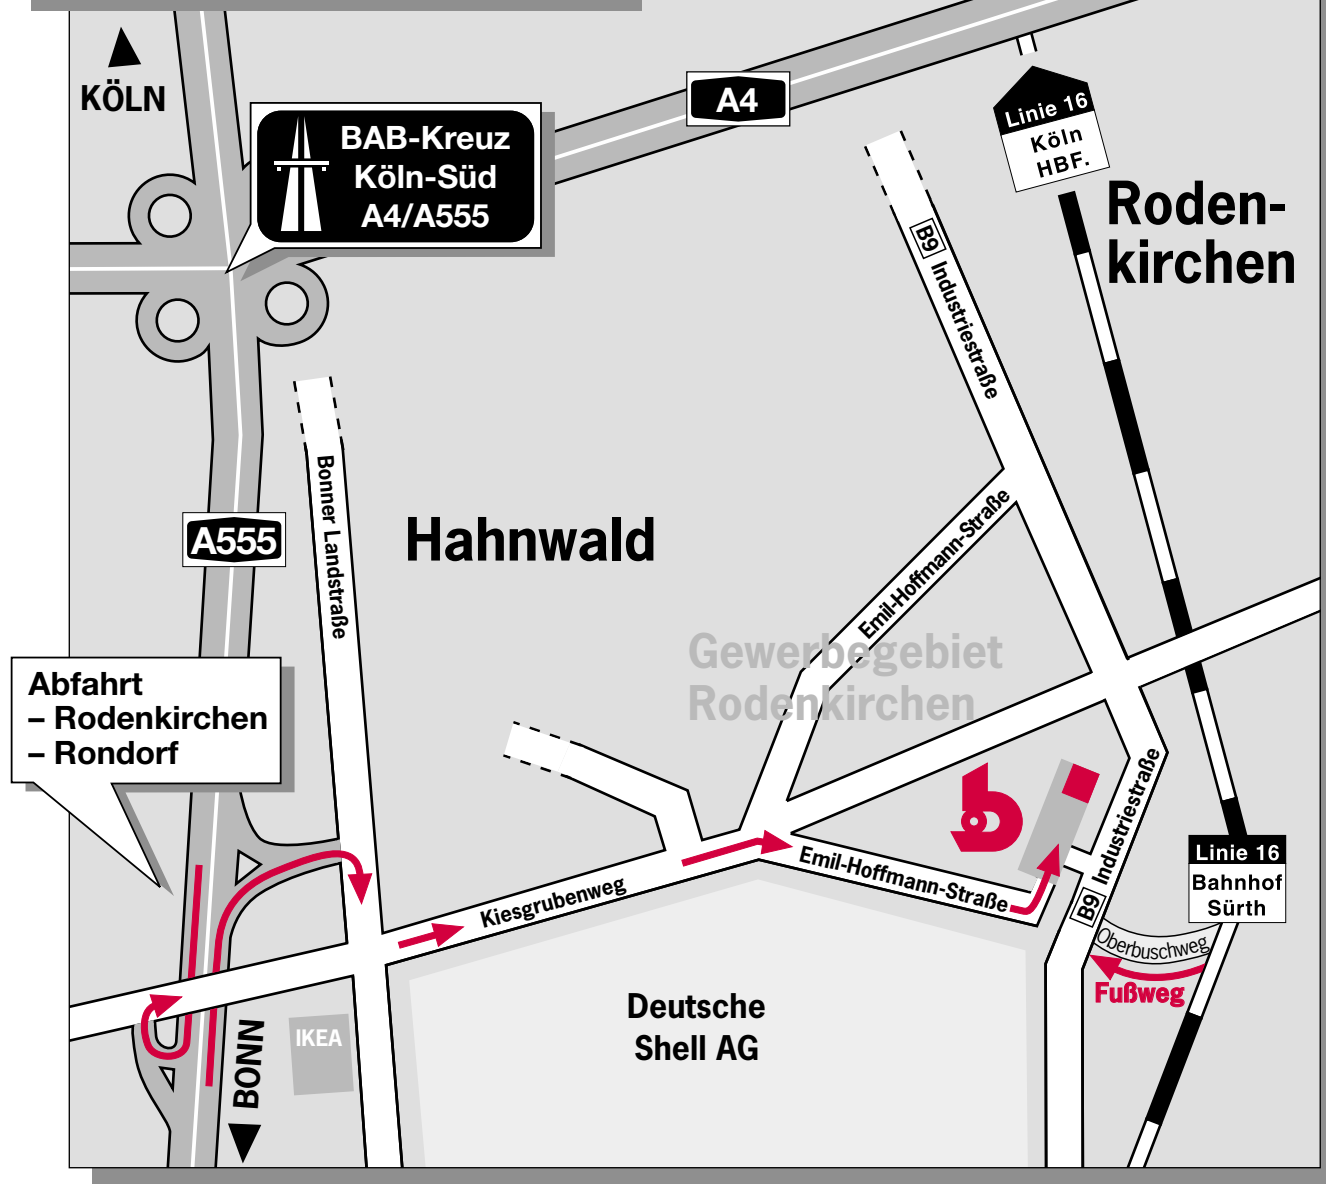 KÖLN
BAB-Kreuz
Köln-Süd
A4/A555
A4
Linie 16
Köln
HBF.
Roden-
kirchen
B9
Industriestraße
Bonner Landstraße
A555
Hahnwald
Emil-Hoffmann-Straße
Gewerbegebiet
Rodenkirchen
Abfahrt
– Rodenkirchen
– Rondorf
b
Industriestraße
B9
Emil-Hoffmann-Straße
Kiesgrubenweg
Linie 16
Bahnhof
Sürth
Oberbuschweg
Fußweg
Deutsche
Shell AG
IKEA
BONN